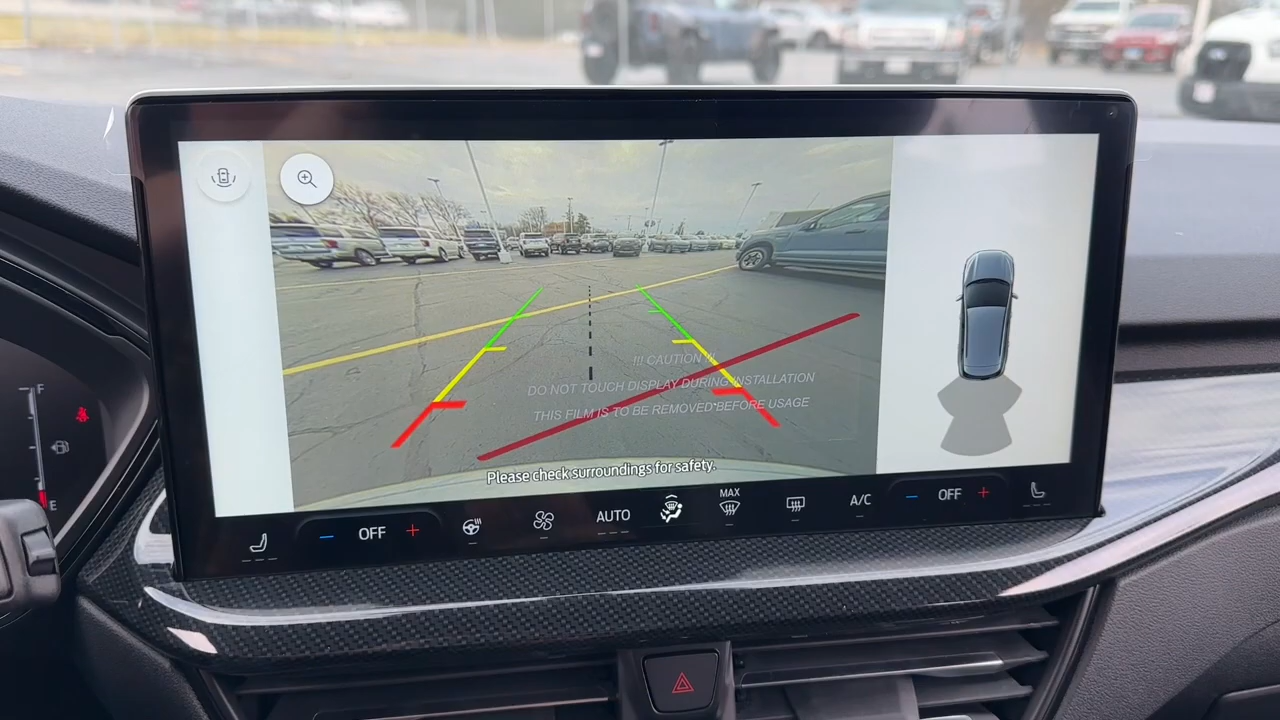 !!! CAUTION !!!
DO NOT TOUCH DISPLAY DURING INSTALLATION
THIS FILM IS TO BE REMOVED BEFORE USAGE
Please check surroundings for safety.
F
E
OFF
AUTO
MAX
A/C
OFF